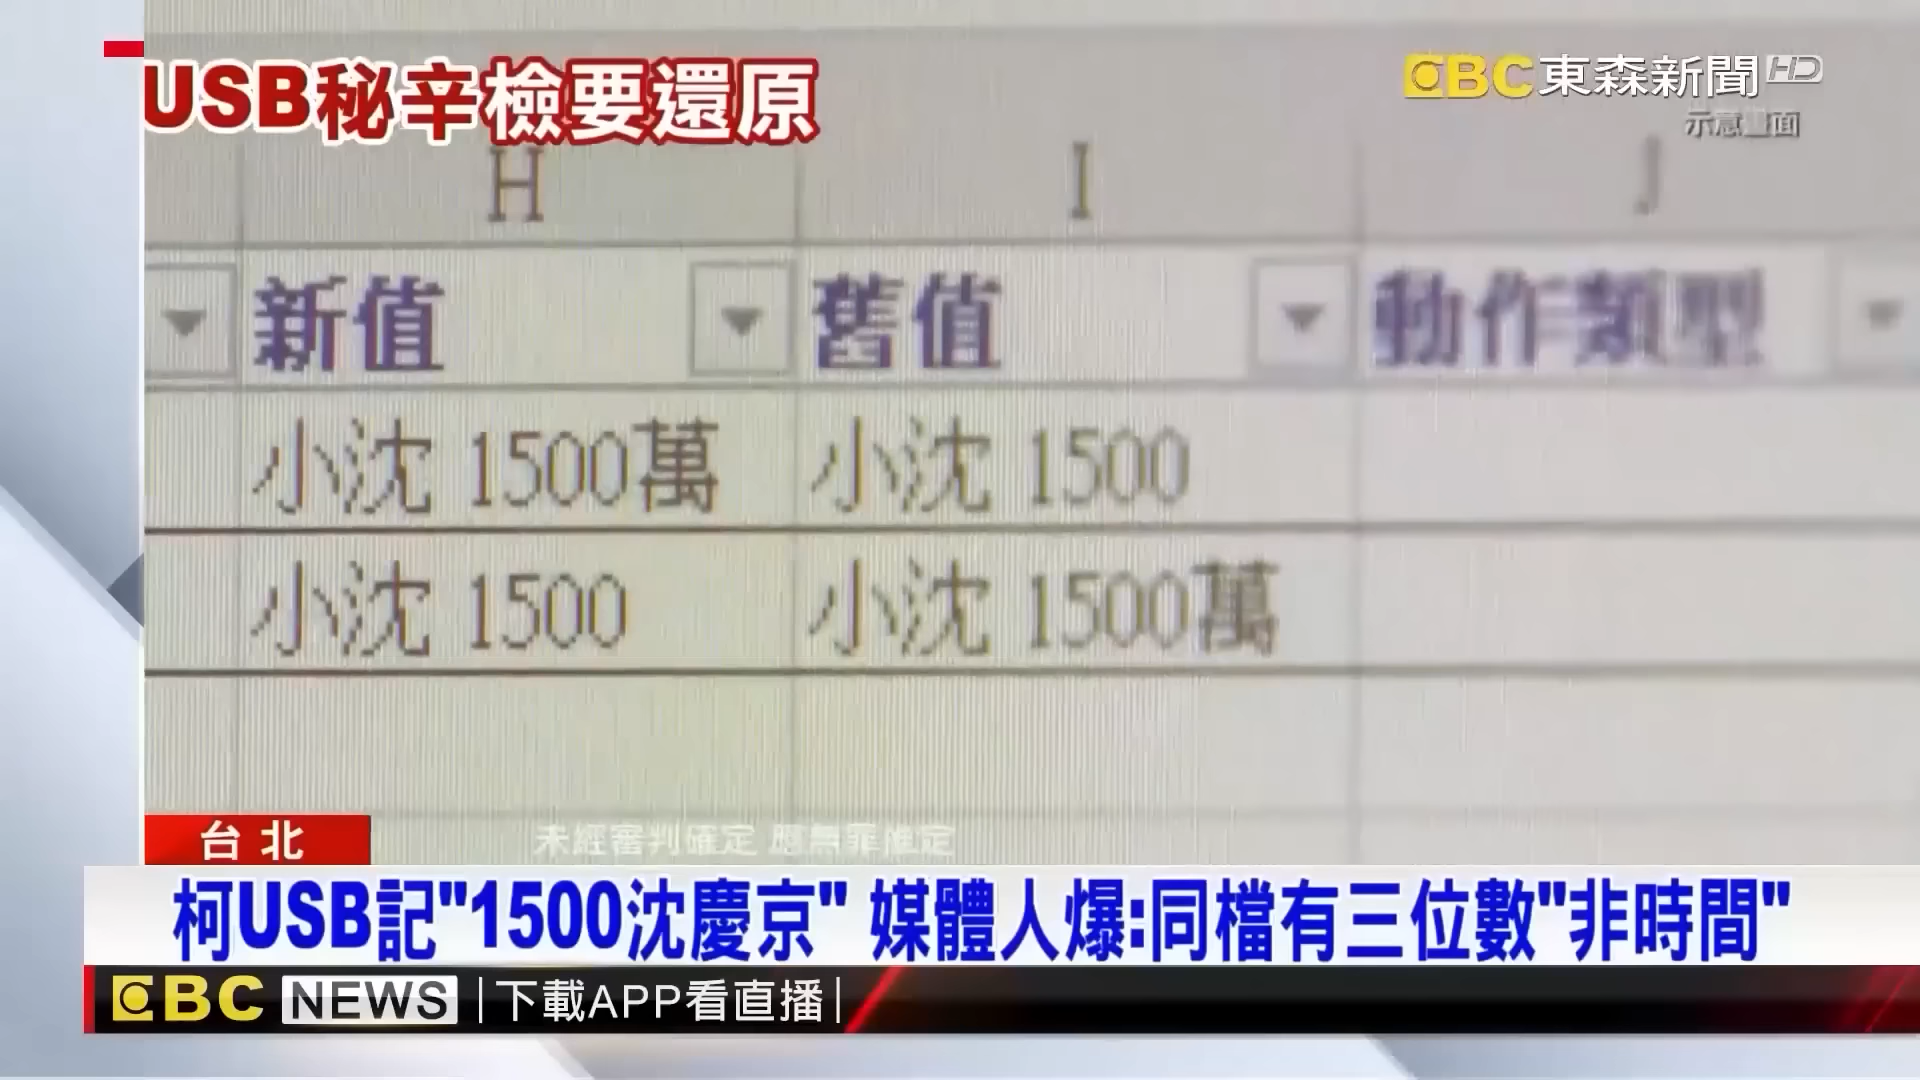 USB秘辛檢要還原
EBC東森新聞HD
示意畫面
H I J
新值 舊值 動作類型
小沈 1500萬 小沈 1500
小沈 1500 小沈 1500萬
台北
未經審判確定 應無罪推定
柯USB記"1500沈慶京" 媒體人爆:同檔有三位數"非時間"
EBC NEWS 下載APP看直播